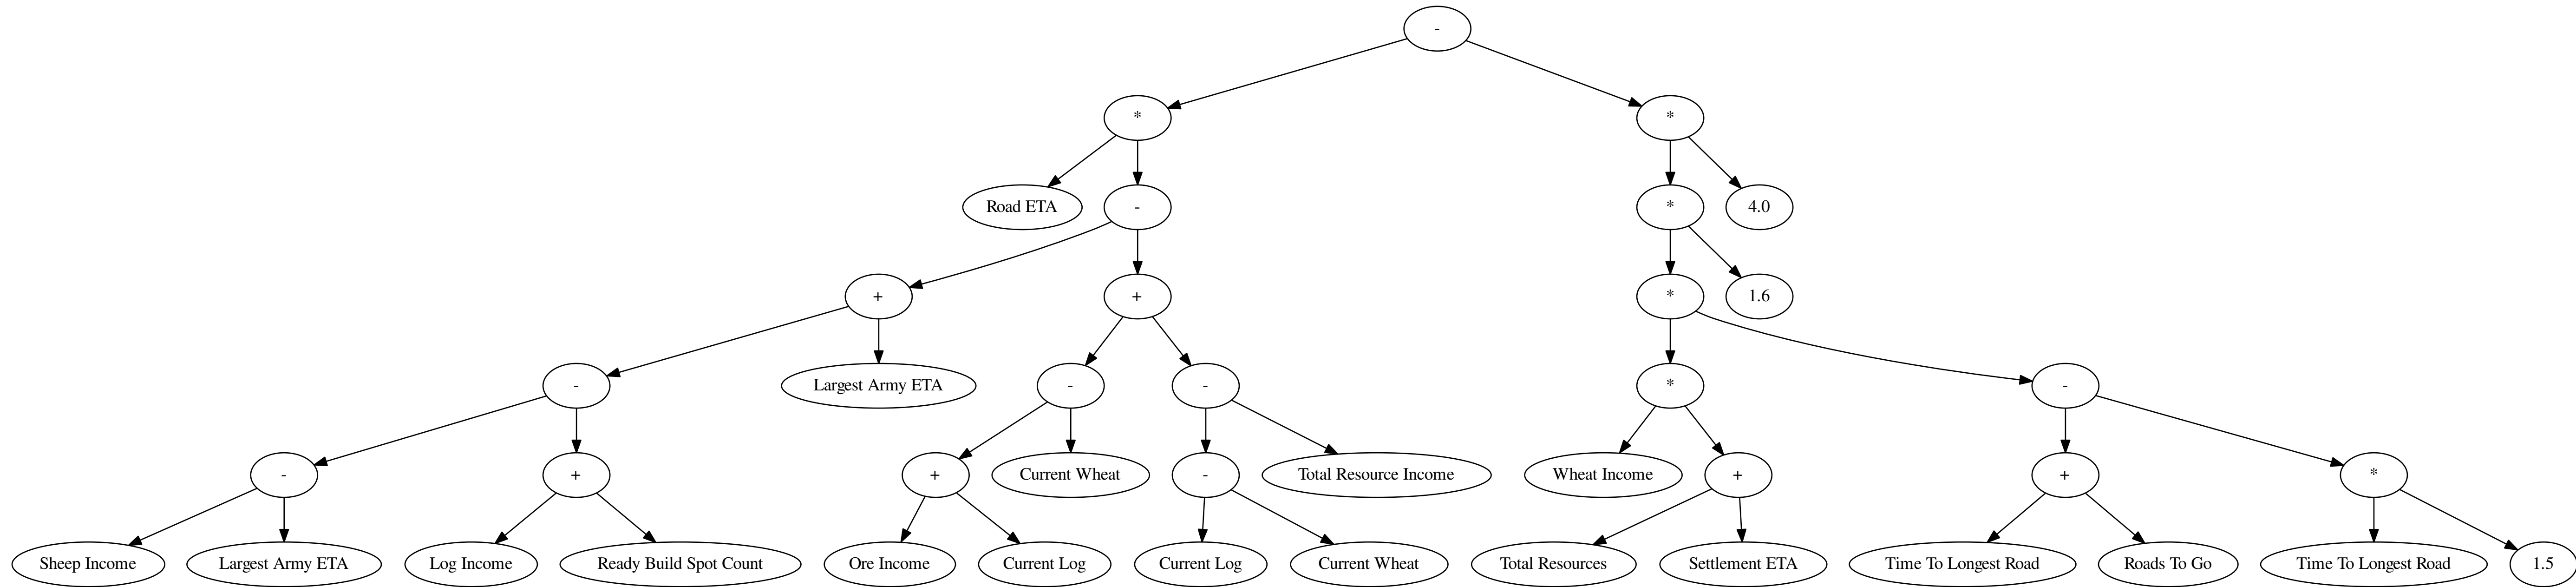 -
* *
Road ETA - * 4.0
+ + * 1.6
- Largest Army ETA - - * -
- + + Current Wheat - Total Resource Income Wheat Income + + *
Sheep Income Largest Army ETA Log Income Ready Build Spot Count Ore Income Current Log Current Log Current Wheat Total Resources Settlement ETA Time To Longest Road Roads To Go Time To Longest Road 1.5